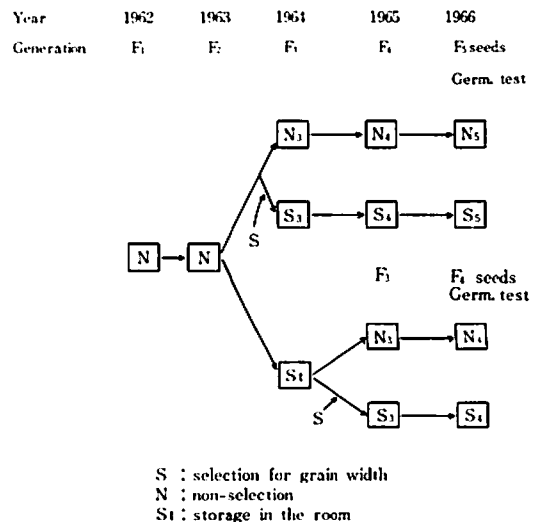 Year 1962 1963 1964 1965 1966
Generation F1 F2 F3 F4 F5 seeds
Germ. test
N3 N4 N5
S
S3 S4 S5
N N
F3 F4 seeds
Germ. test
N3 N4
St
S
S3 S4
S : selection for grain width
N : non-selection
St : storage in the room